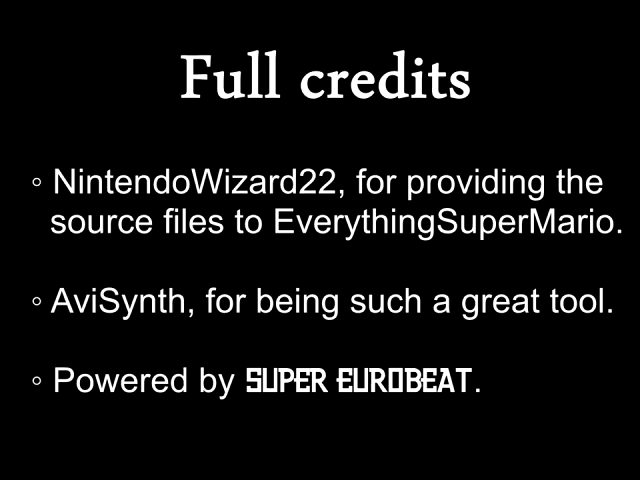 Full credits
◦ NintendoWizard22, for providing the
source files to EverythingSuperMario.
◦ AviSynth, for being such a great tool.
◦ Powered by SUPER EUROBEAT.